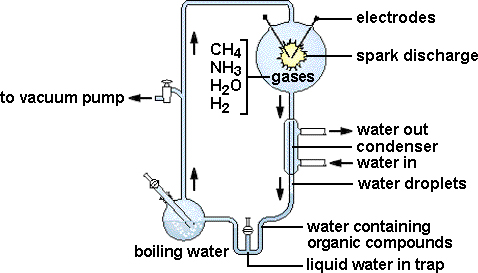 electrodes
spark discharge
CH4
NH3
H2O
H2
gases
to vacuum pump
water out
condenser
water in
water droplets
water containing
organic compounds
boiling water
liquid water in trap